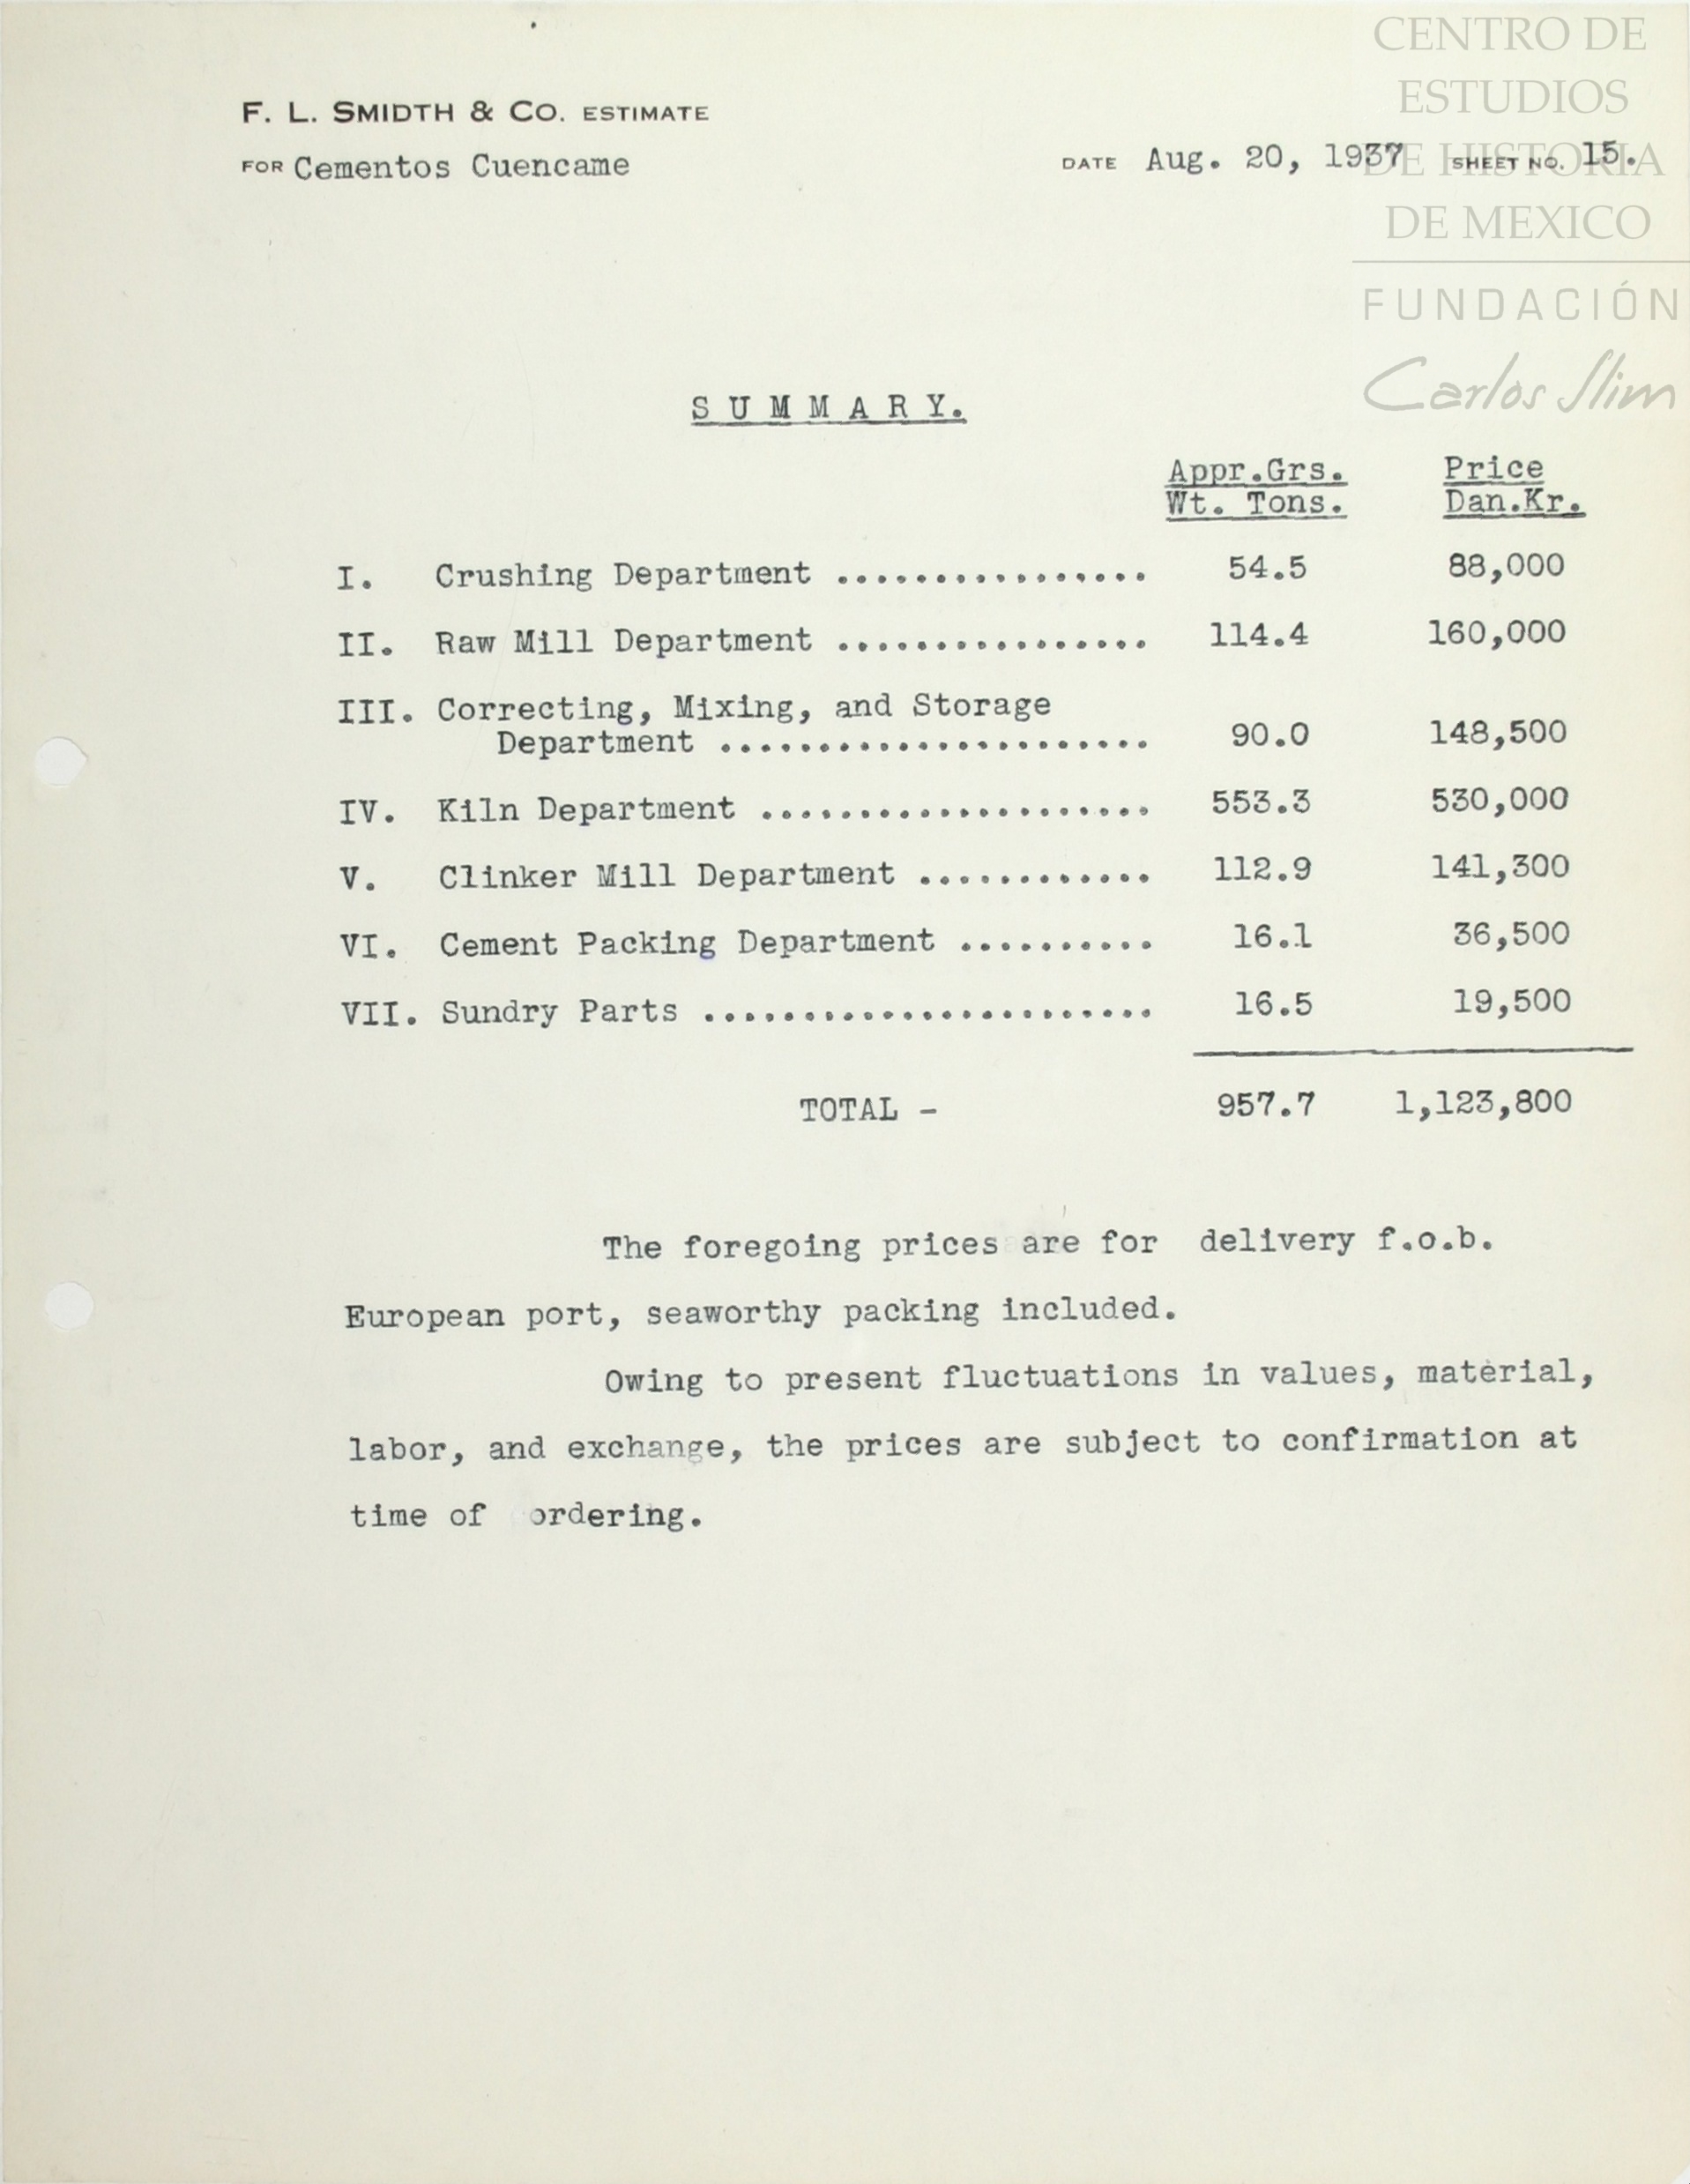 CENTRO DE
ESTUDIOS
DE HISTORIA
DE MEXICO
FUNDACIÓN
Carlos Slim
F. L. SMIDTH & CO. ESTIMATE
FOR Cementos Cuencame DATE Aug. 20, 1937 SHEET NO. 15.
SUMMARY.
Appr.Grs. Price
Wt. Tons. Dan.Kr.
I. Crushing Department ................ 54.5 88,000
II. Raw Mill Department ................ 114.4 160,000
III. Correcting, Mixing, and Storage
Department ...................... 90.0 148,500
IV. Kiln Department .................... 553.3 530,000
V. Clinker Mill Department ............ 112.9 141,300
VI. Cement Packing Department .......... 16.1 36,500
VII. Sundry Parts ....................... 16.5 19,500
TOTAL - 957.7 1,123,800
The foregoing prices are for delivery f.o.b.
European port, seaworthy packing included.
Owing to present fluctuations in values, material,
labor, and exchange, the prices are subject to confirmation at
time of ordering.